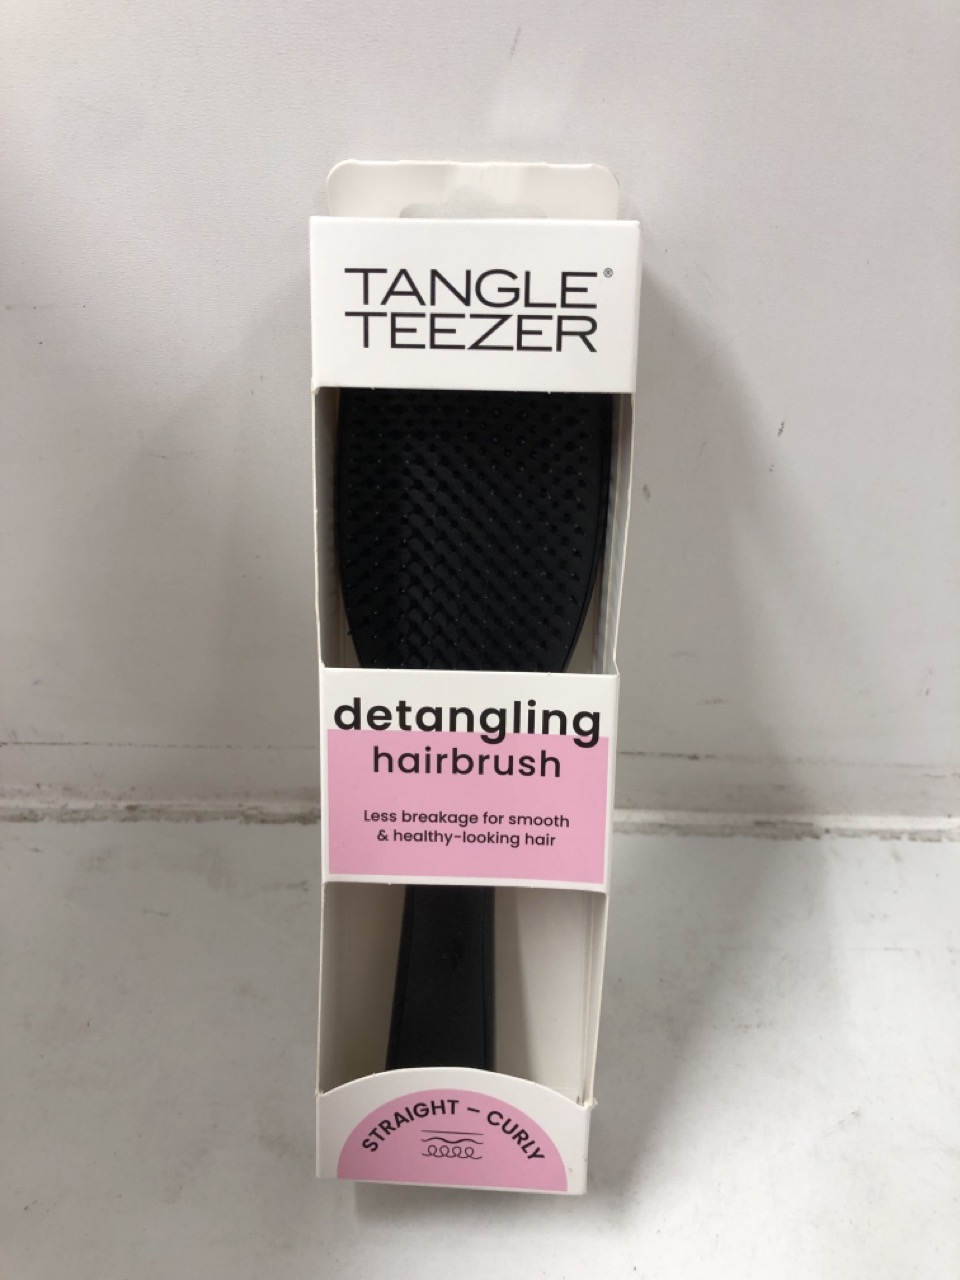 TANGLE®
TEEZER
detangling
hairbrush
Less breakage for smooth
& healthy-looking hair
STRAIGHT – CURLY